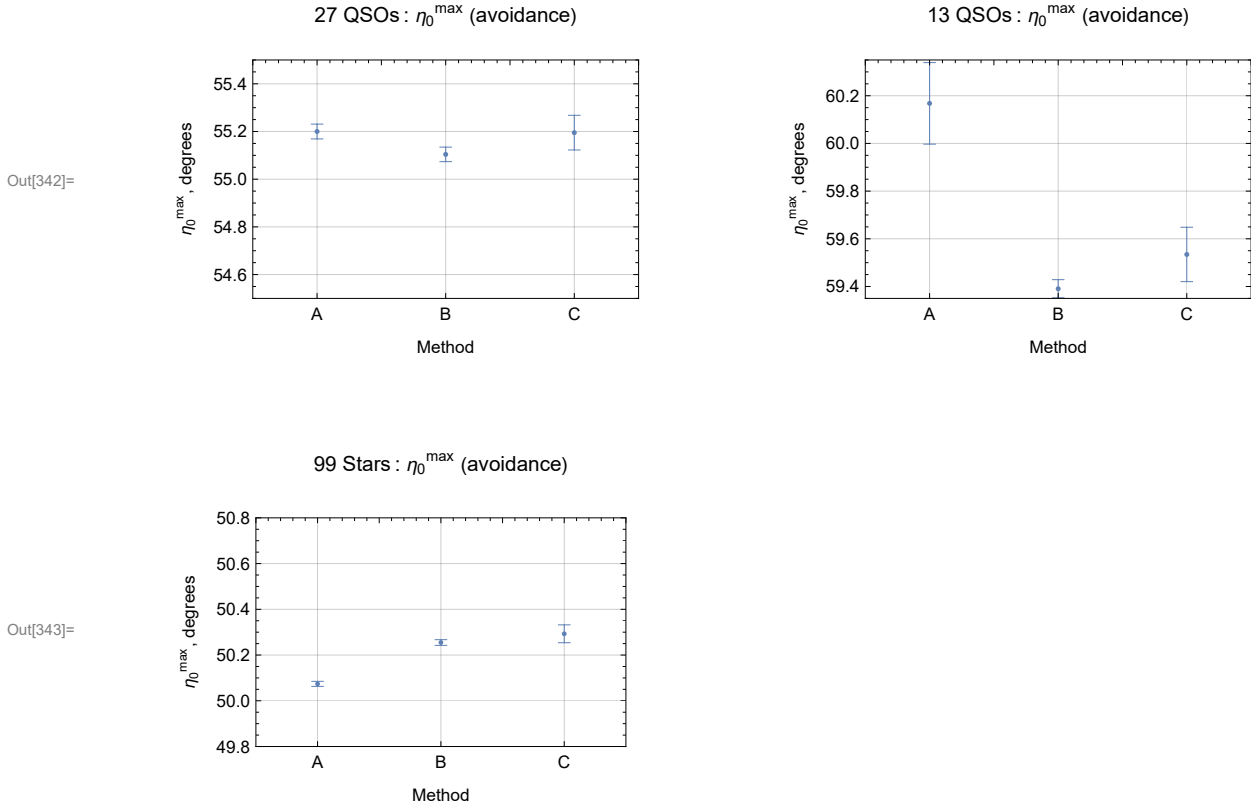 27 QSOs : η₀ᵐᵃˣ (avoidance)
55.4
55.2
55.0
54.8
54.6
η₀ᵐᵃˣ, degrees
A B C
Method
13 QSOs : η₀ᵐᵃˣ (avoidance)
60.2
60.0
59.8
59.6
59.4
η₀ᵐᵃˣ, degrees
A B C
Method
Out[342]=
99 Stars : η₀ᵐᵃˣ (avoidance)
50.8
50.6
50.4
50.2
50.0
49.8
η₀ᵐᵃˣ, degrees
A B C
Method
Out[343]=